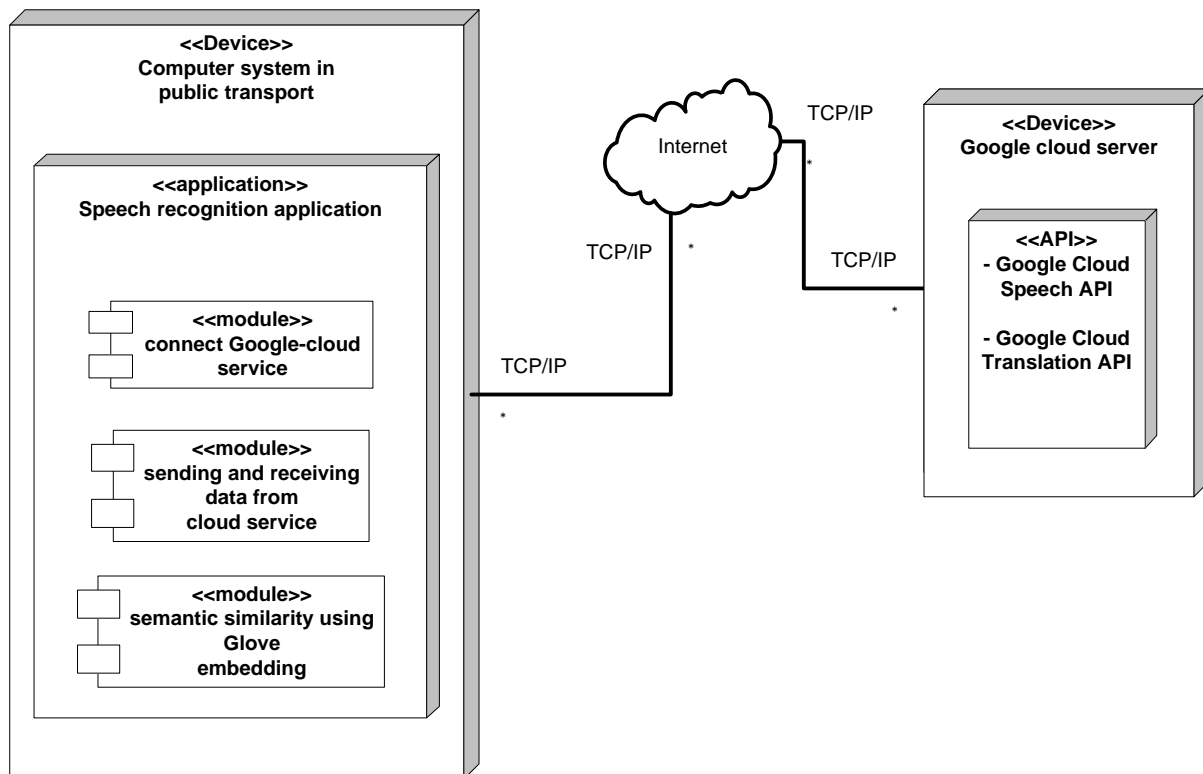 <<Device>>
Computer system in
public transport
<<application>>
Speech recognition application
<<module>>
connect Google-cloud
service
<<module>>
sending and receiving
data from
cloud service
<<module>>
semantic similarity using
Glove
embedding
TCP/IP
*
TCP/IP
*
Internet
TCP/IP
*
TCP/IP
*
<<Device>>
Google cloud server
<<API>>
- Google Cloud
Speech API
- Google Cloud
Translation API